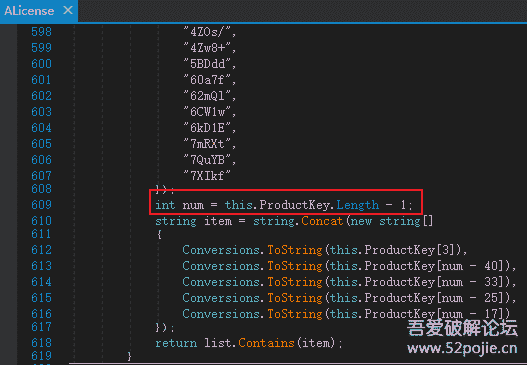 ALicense ×
598 "4ZOs/",
599 "4Zw8+",
600 "5BDdd",
601 "60a7f",
602 "62mQl",
603 "6CW1w",
604 "6kD1E",
605 "7mRXt",
606 "7QuYB",
607 "7XIkf"
608 });
609 int num = this.ProductKey.Length - 1;
610 string item = string.Concat(new string[]
611 {
612 Conversions.ToString(this.ProductKey[3]),
613 Conversions.ToString(this.ProductKey[num - 40]),
614 Conversions.ToString(this.ProductKey[num - 33]),
615 Conversions.ToString(this.ProductKey[num - 25]),
616 Conversions.ToString(this.ProductKey[num - 17])
617 });
618 return list.Contains(item);
619 }
吾爱破解论坛
www.52pojie.cn